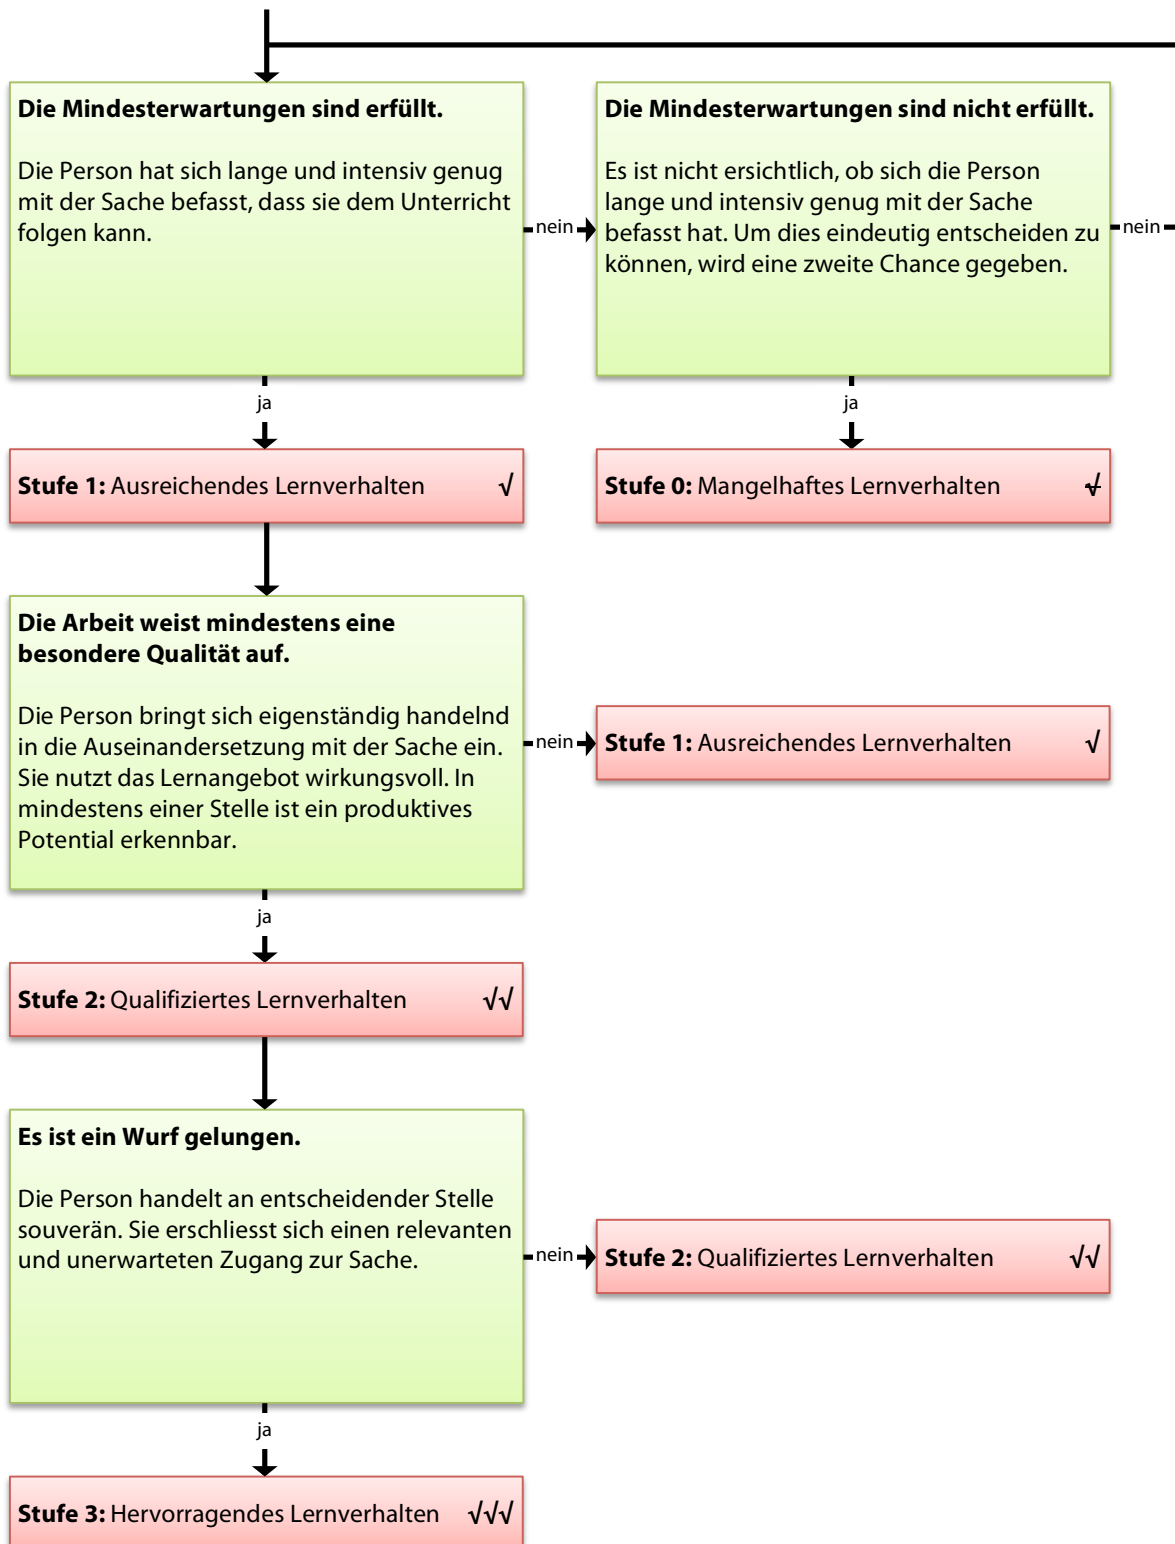 Die Mindesterwartungen sind erfüllt.
Die Person hat sich lange und intensiv genug
mit der Sache befasst, dass sie dem Unterricht
folgen kann.
nein
Die Mindesterwartungen sind nicht erfüllt.
Es ist nicht ersichtlich, ob sich die Person
lange und intensiv genug mit der Sache
befasst hat. Um dies eindeutig entscheiden zu
können, wird eine zweite Chance gegeben.
nein
ja
ja
Stufe 1: Ausreichendes Lernverhalten √
Stufe 0: Mangelhaftes Lernverhalten √
Die Arbeit weist mindestens eine
besondere Qualität auf.
Die Person bringt sich eigenständig handelnd
in die Auseinandersetzung mit der Sache ein.
Sie nutzt das Lernangebot wirkungsvoll. In
mindestens einer Stelle ist ein produktives
Potential erkennbar.
nein
Stufe 1: Ausreichendes Lernverhalten √
ja
Stufe 2: Qualifiziertes Lernverhalten √√
Es ist ein Wurf gelungen.
Die Person handelt an entscheidender Stelle
souverän. Sie erschliesst sich einen relevanten
und unerwarteten Zugang zur Sache.
nein
Stufe 2: Qualifiziertes Lernverhalten √√
ja
Stufe 3: Hervorragendes Lernverhalten √√√